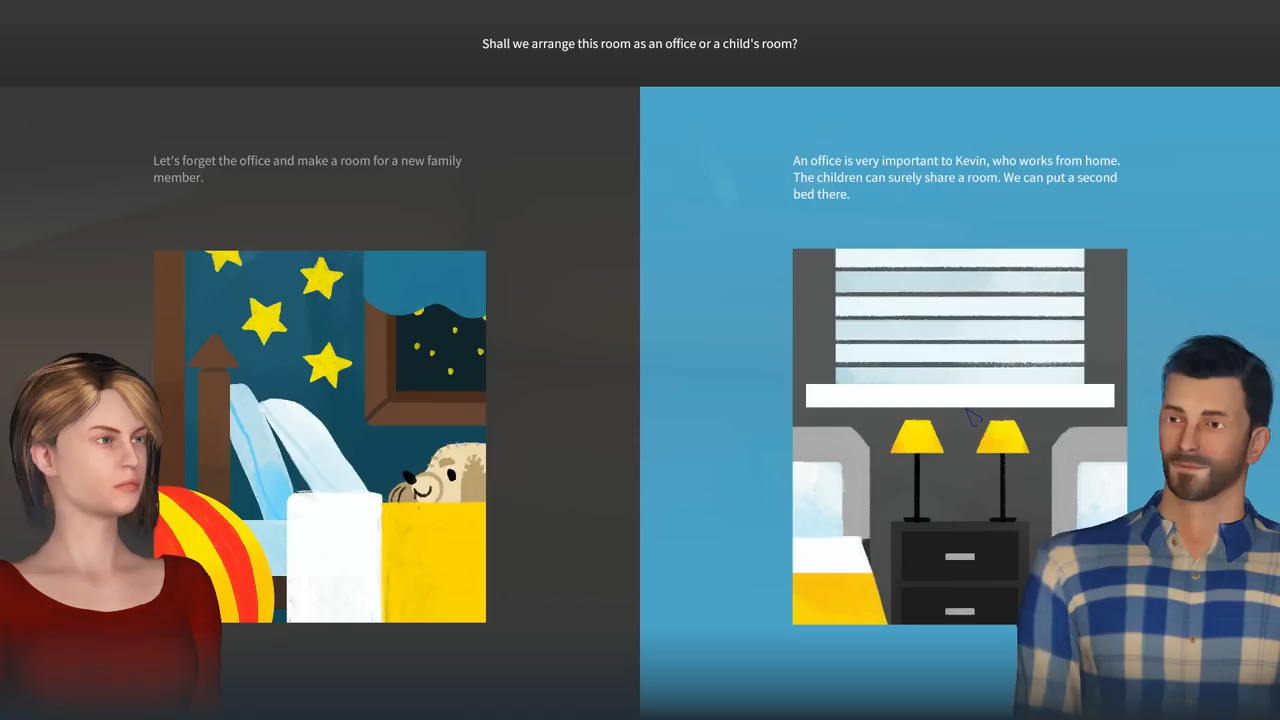 Shall we arrange this room as an office or a child's room?
Let's forget the office and make a room for a new family
member.
An office is very important to Kevin, who works from home.
The children can surely share a room. We can put a second
bed there.